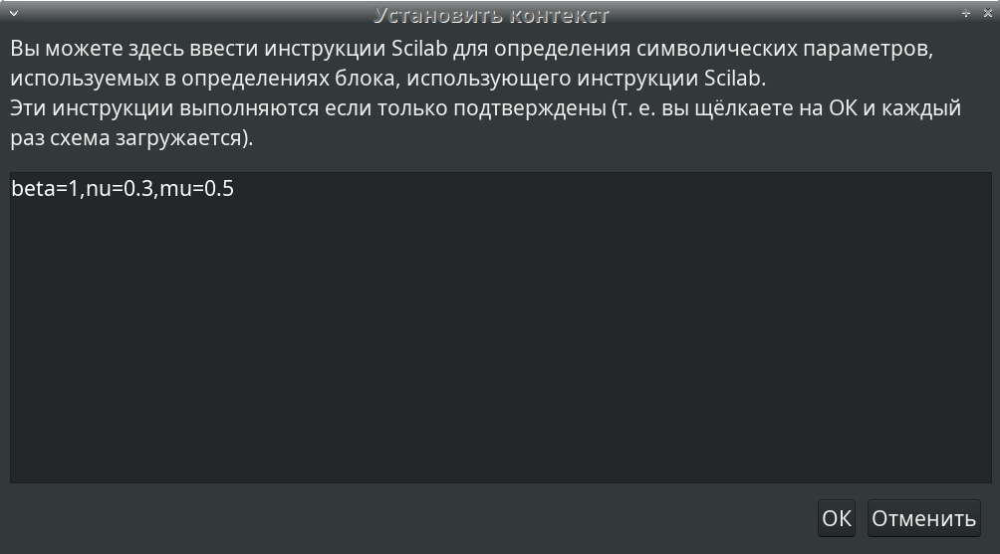 Установить контекст
Вы можете здесь ввести инструкции Scilab для определения символических параметров,
используемых в определениях блока, использующего инструкции Scilab.
Эти инструкции выполняются если только подтверждены (т. е. вы щёлкаете на ОК и каждый
раз схема загружается).
beta=1,nu=0.3,mu=0.5
ОК Отменить